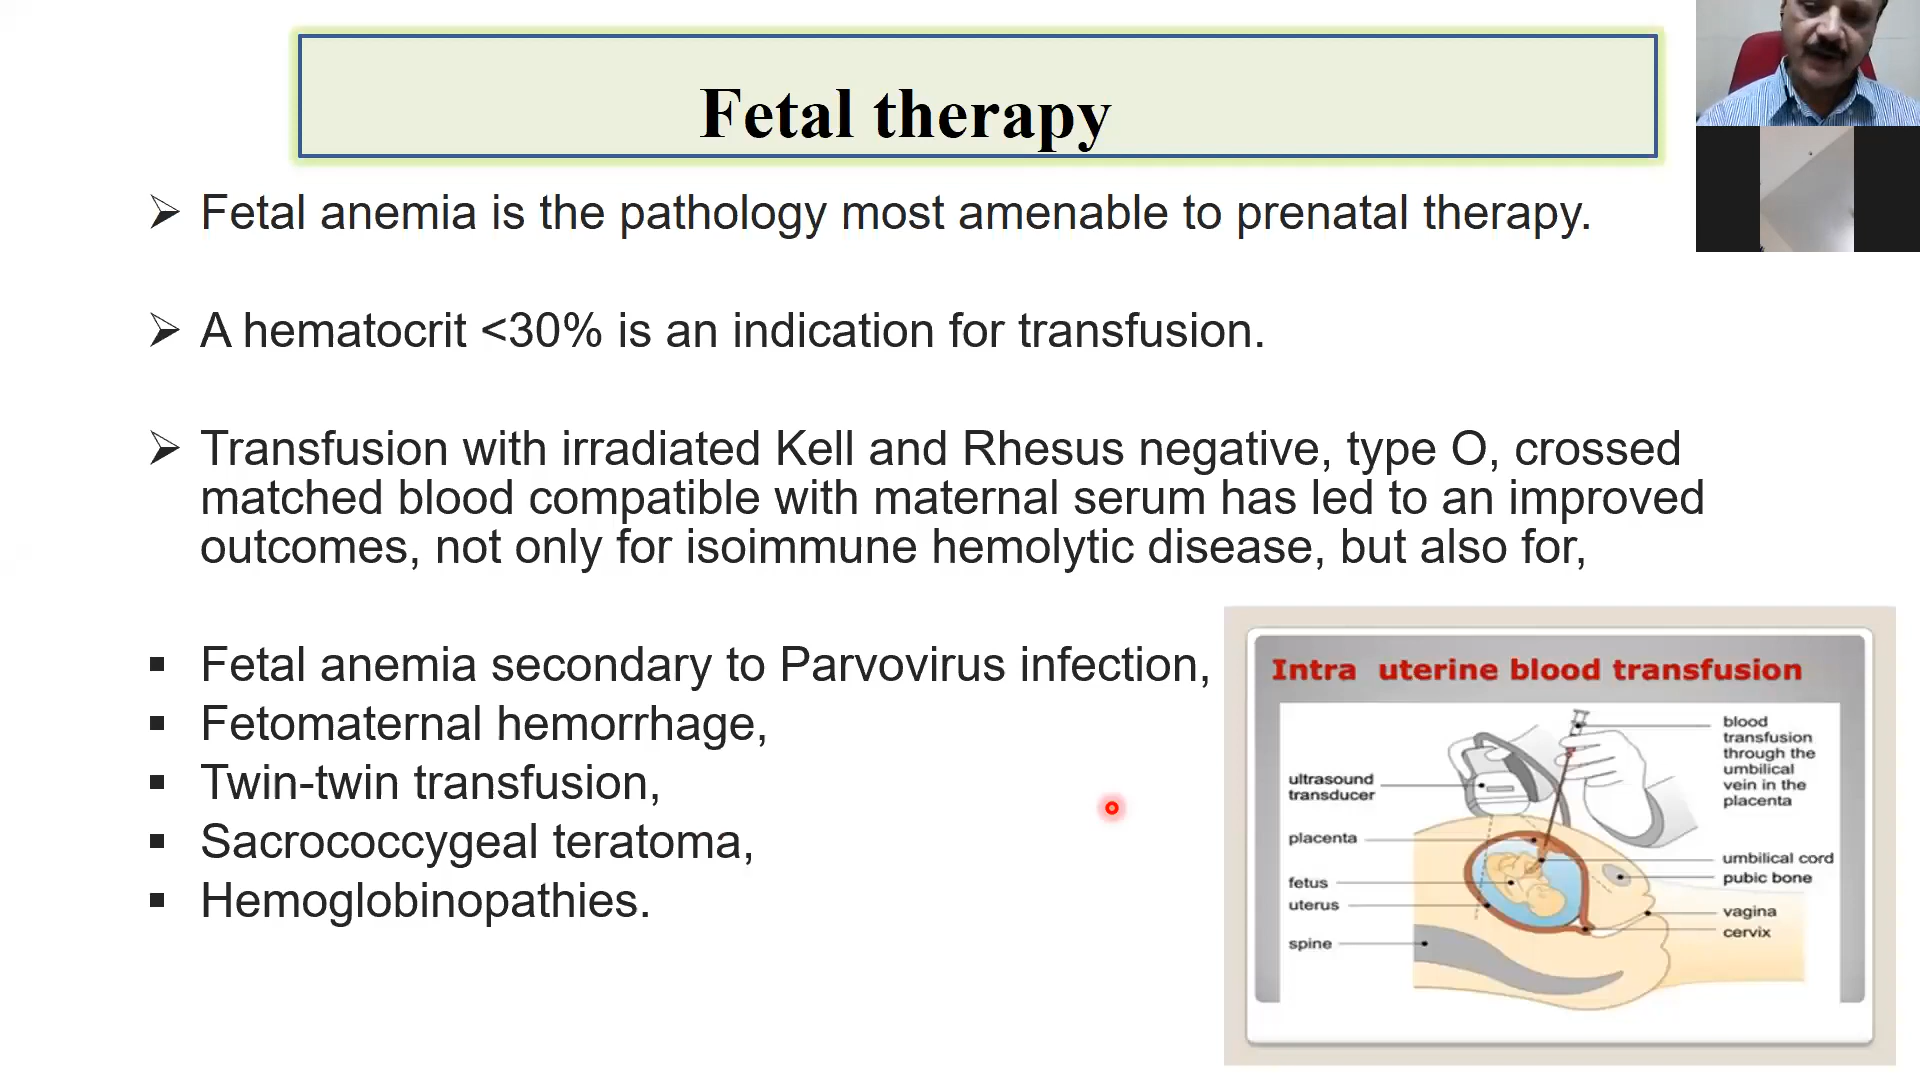 Fetal therapy
➢ Fetal anemia is the pathology most amenable to prenatal therapy.
➢ A hematocrit <30% is an indication for transfusion.
➢ Transfusion with irradiated Kell and Rhesus negative, type O, crossed
matched blood compatible with maternal serum has led to an improved
outcomes, not only for isoimmune hemolytic disease, but also for,
▪ Fetal anemia secondary to Parvovirus infection,
▪ Fetomaternal hemorrhage,
▪ Twin-twin transfusion,
▪ Sacrococcygeal teratoma,
▪ Hemoglobinopathies.
Intra uterine blood transfusion
ultrasound
transducer
placenta
fetus
uterus
spine
blood
transfusion
through the
umbilical
vein in the
placenta
umbilical cord
pubic bone
vagina
cervix